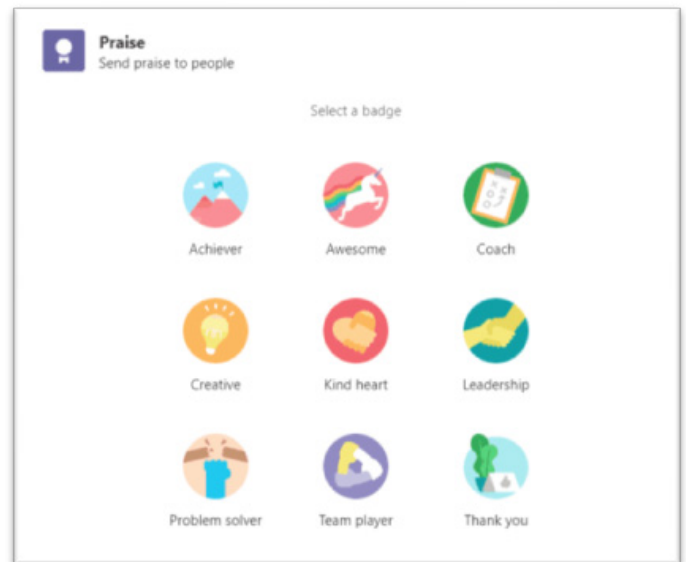 Praise
Send praise to people
Select a badge
Achiever
Awesome
Coach
Creative
Kind heart
Leadership
Problem solver
Team player
Thank you